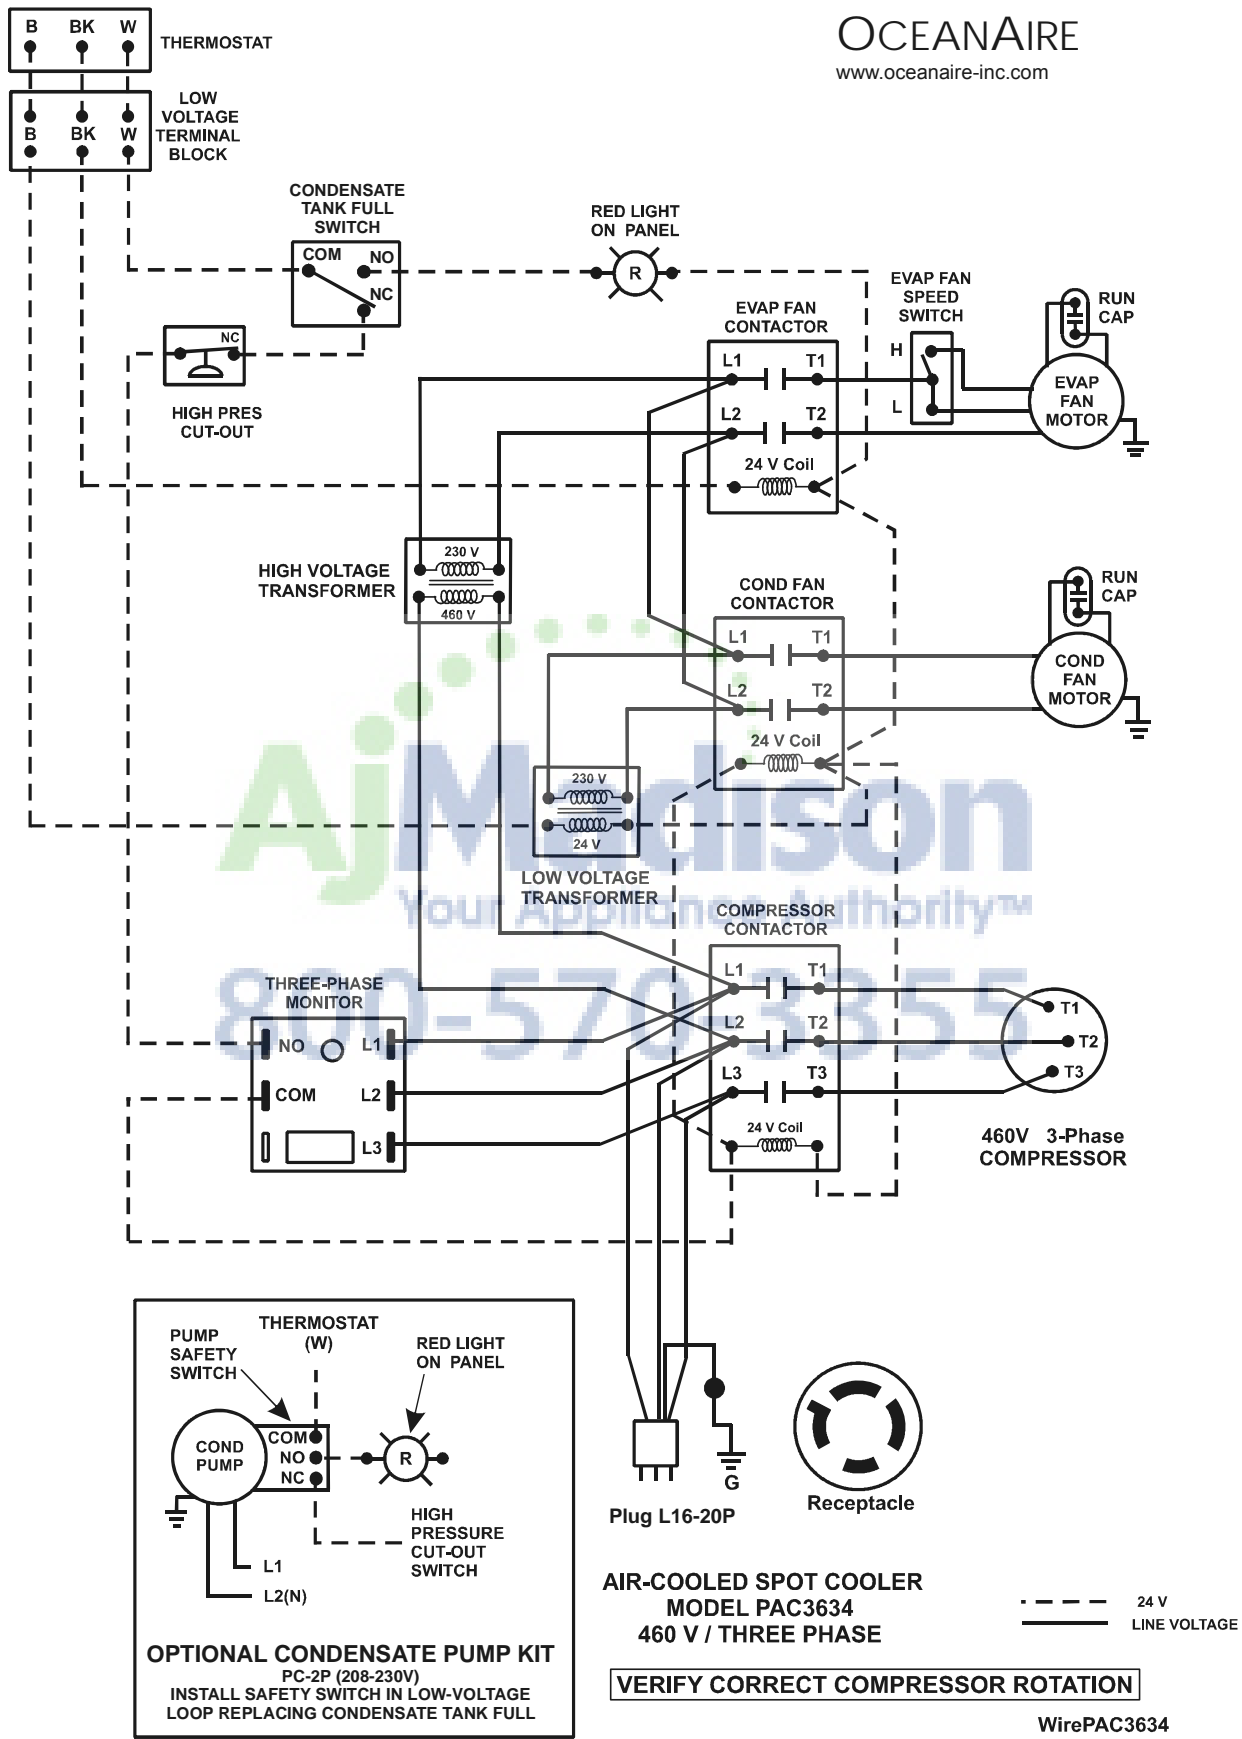 OCEANAIRE
www.oceanaire-inc.com
B BK W
THERMOSTAT
LOW
VOLTAGE
TERMINAL
BLOCK
B BK W
CONDENSATE
TANK FULL
SWITCH
COM
NO
NC
RED LIGHT
ON PANEL
R
NC
HIGH PRES
CUT-OUT
EVAP FAN
CONTACTOR
L1 T1
L2 T2
24 V Coil
EVAP FAN
SPEED
SWITCH
H
L
RUN
CAP
EVAP
FAN
MOTOR
HIGH VOLTAGE
TRANSFORMER
230 V
460 V
COND FAN
CONTACTOR
L1 T1
L2 T2
24 V Coil
RUN
CAP
COND
FAN
MOTOR
230 V
24 V
LOW VOLTAGE
TRANSFORMER
AjMadison
Your Appliance Authority™
800-570-3355
COMPRESSOR
CONTACTOR
L1 T1
L2 T2
L3 T3
24 V Coil
THREE-PHASE
MONITOR
NO L1
COM L2
L3
T1
T2
T3
460V 3-Phase
COMPRESSOR
THERMOSTAT
(W)
PUMP
SAFETY
SWITCH
RED LIGHT
ON PANEL
COND
PUMP
COM
NO
NC
R
HIGH
PRESSURE
CUT-OUT
SWITCH
L1
L2(N)
OPTIONAL CONDENSATE PUMP KIT
PC-2P (208-230V)
INSTALL SAFETY SWITCH IN LOW-VOLTAGE
LOOP REPLACING CONDENSATE TANK FULL
G
Plug L16-20P
Receptacle
AIR-COOLED SPOT COOLER
MODEL PAC3634
460 V / THREE PHASE
24 V
LINE VOLTAGE
VERIFY CORRECT COMPRESSOR ROTATION
WirePAC3634